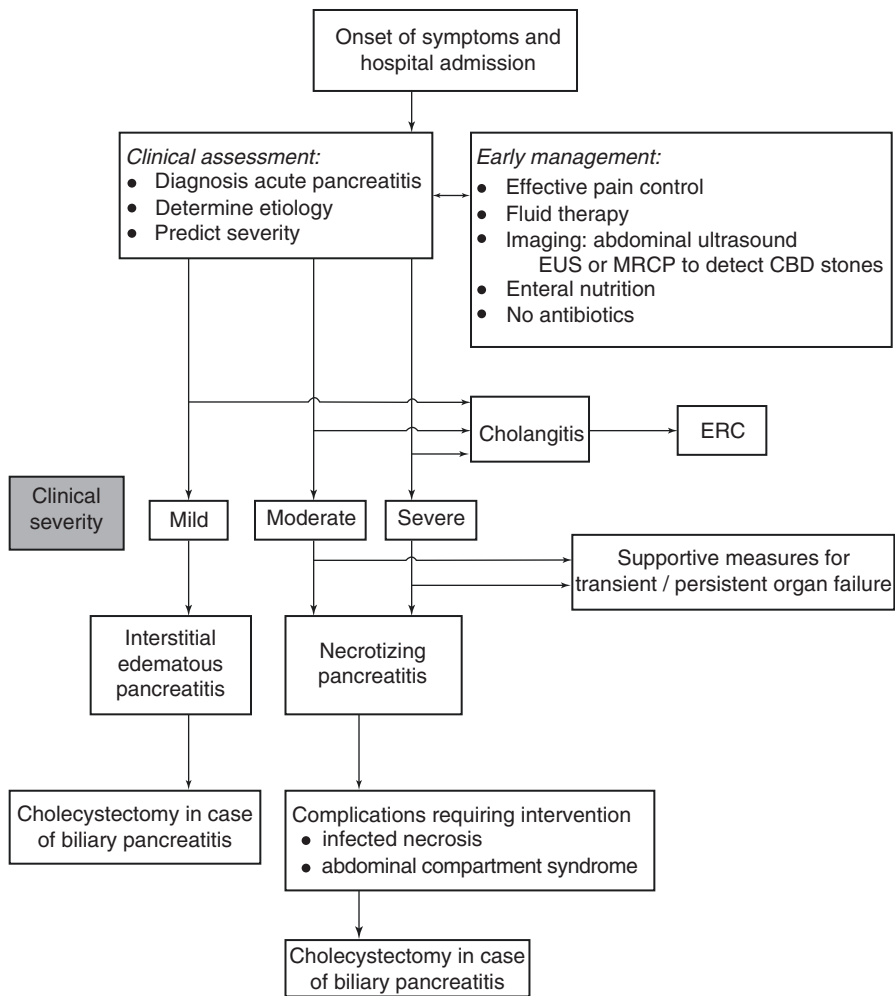 Onset of symptoms and
hospital admission
Clinical assessment:
● Diagnosis acute pancreatitis
● Determine etiology
● Predict severity
Early management:
● Effective pain control
● Fluid therapy
● Imaging: abdominal ultrasound
EUS or MRCP to detect CBD stones
● Enteral nutrition
● No antibiotics
Cholangitis
ERC
Clinical
severity
Mild
Moderate
Severe
Supportive measures for
transient / persistent organ failure
Interstitial
edematous
pancreatitis
Necrotizing
pancreatitis
Cholecystectomy in case
of biliary pancreatitis
Complications requiring intervention
● infected necrosis
● abdominal compartment syndrome
Cholecystectomy in case
of biliary pancreatitis